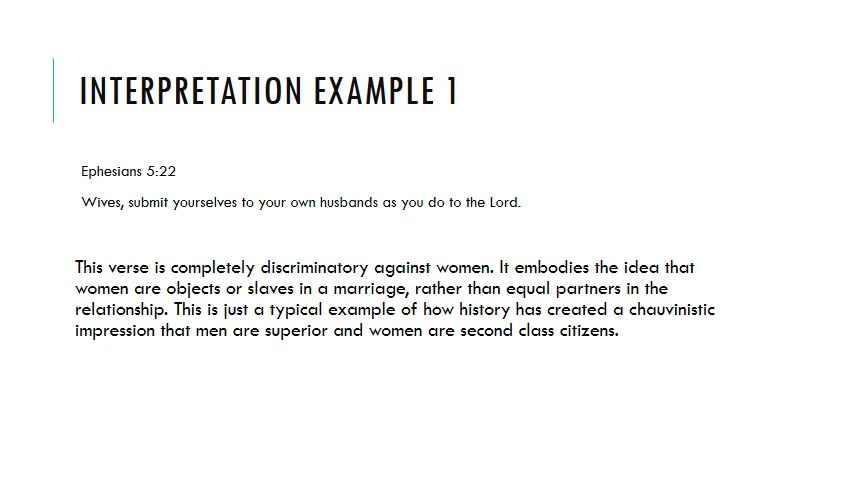 INTERPRETATION EXAMPLE 1
Ephesians 5:22
Wives, submit yourselves to your own husbands as you do to the Lord.
This verse is completely discriminatory against women. It embodies the idea that
women are objects or slaves in a marriage, rather than equal partners in the
relationship. This is just a typical example of how history has created a chauvinistic
impression that men are superior and women are second class citizens.